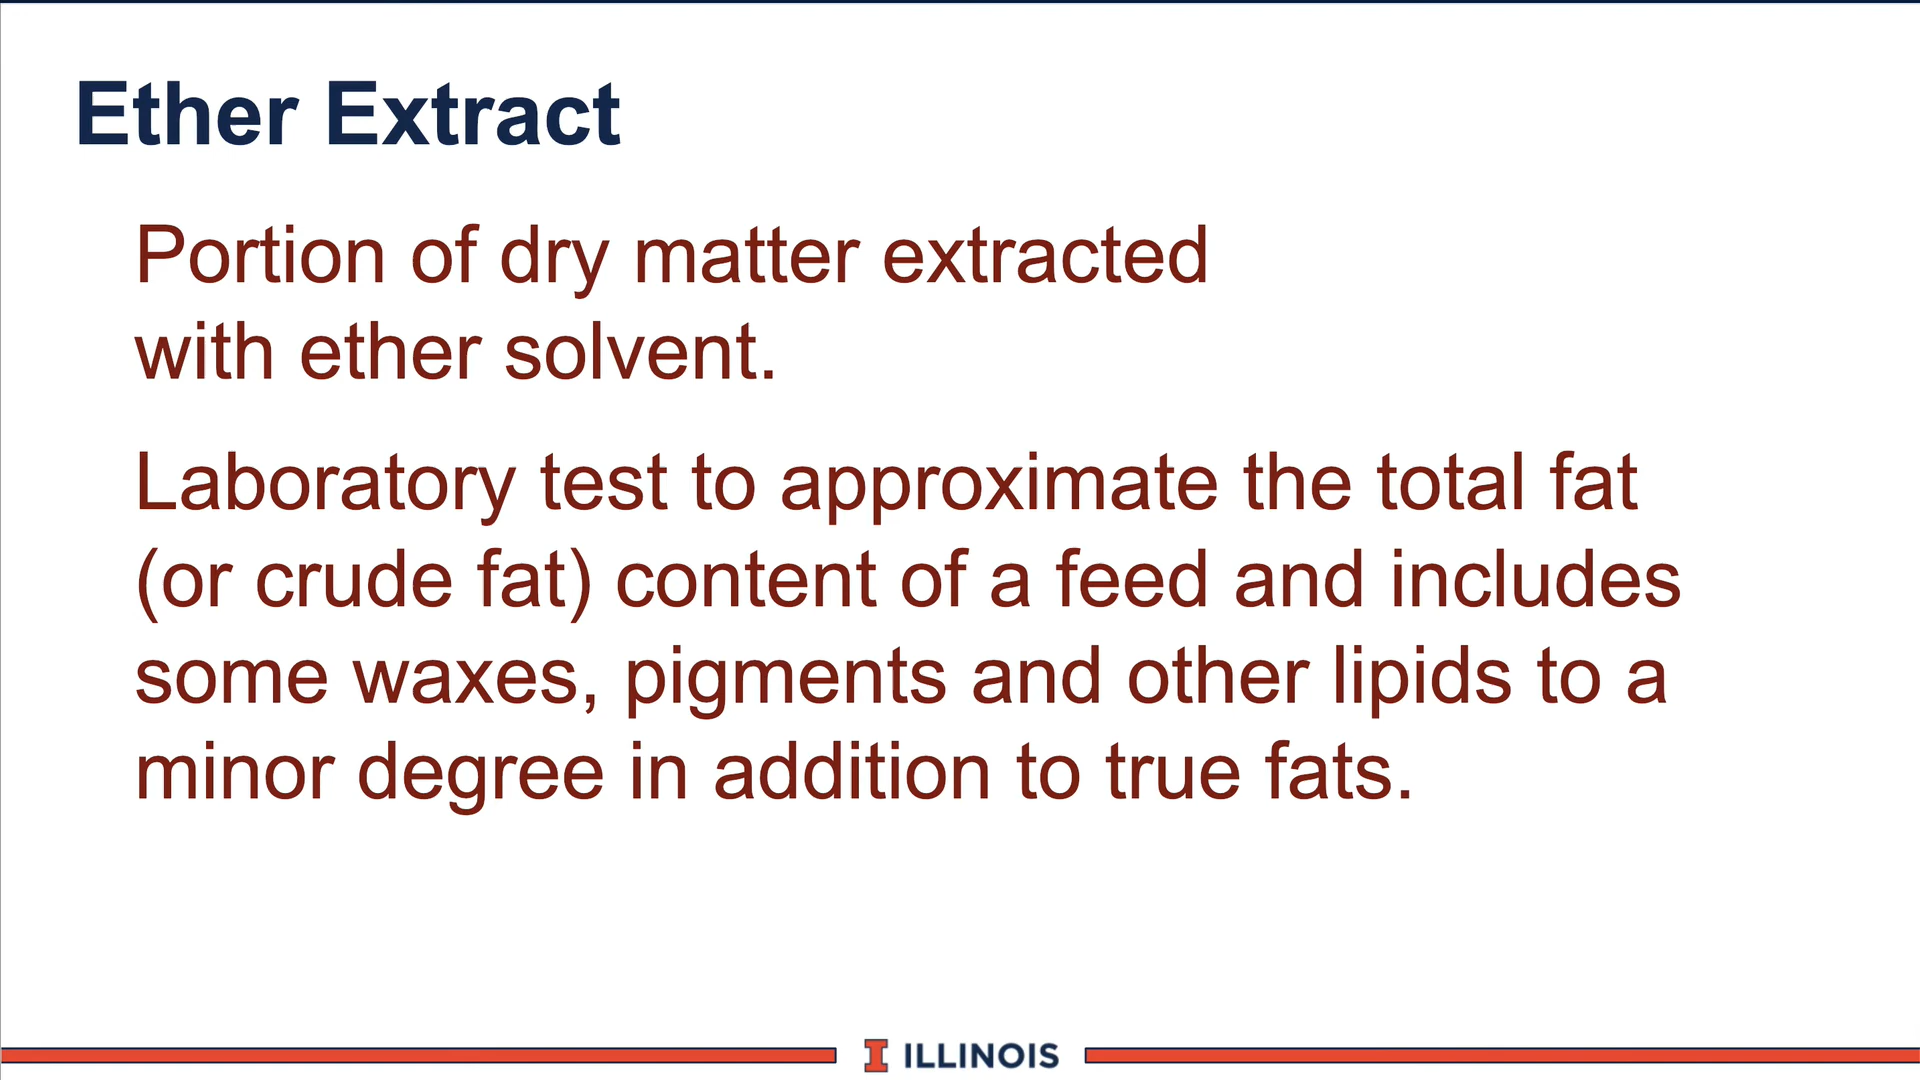 Ether Extract
Portion of dry matter extracted
with ether solvent.
Laboratory test to approximate the total fat
(or crude fat) content of a feed and includes
some waxes, pigments and other lipids to a
minor degree in addition to true fats.
I ILLINOIS